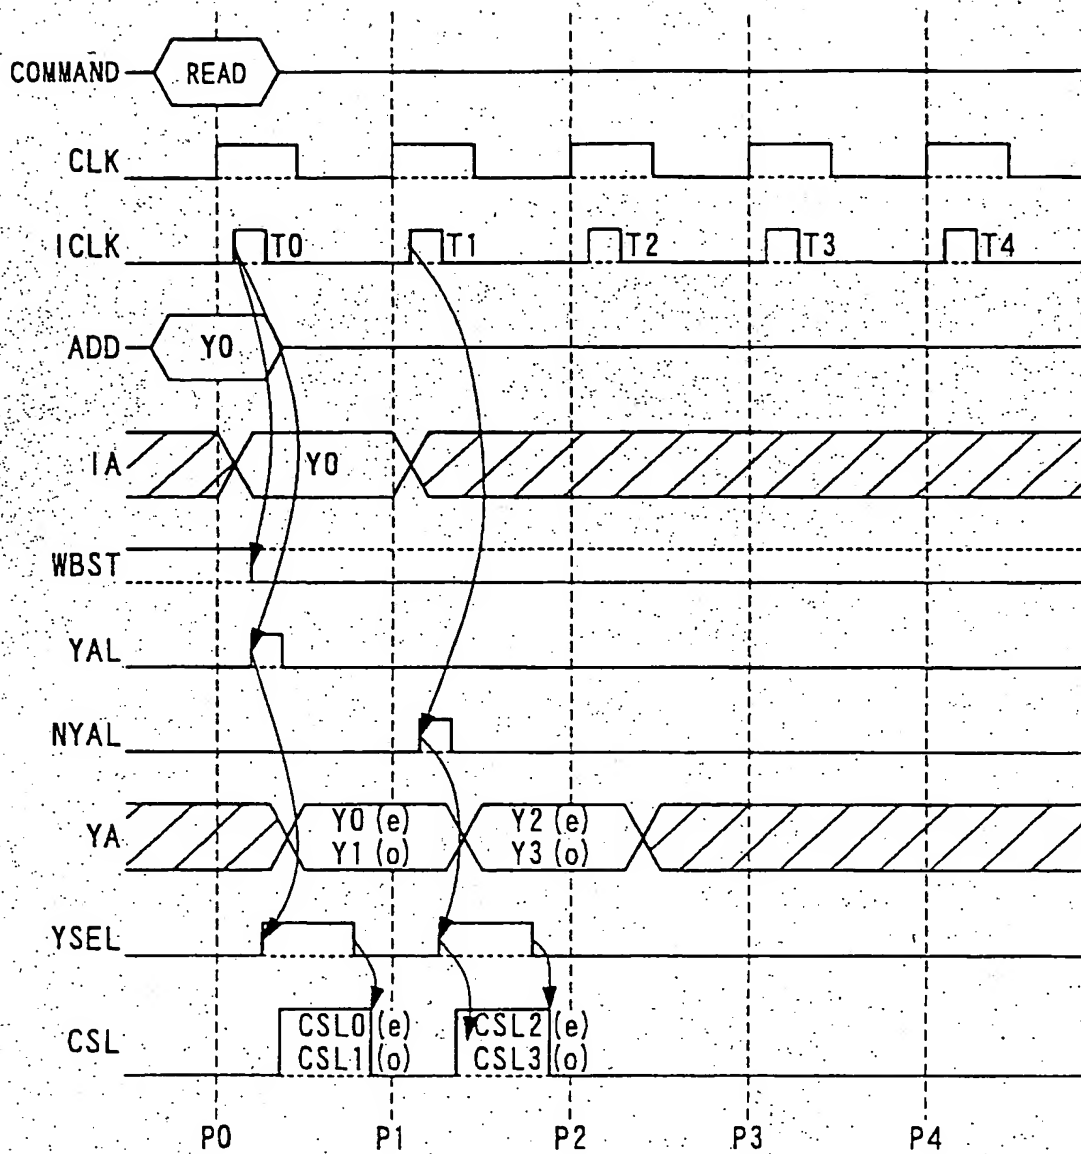 COMMAND READ
CLK
ICLK T0 T1 T2 T3 T4
ADD Y0
IA Y0
WBST
YAL
NYAL
YA Y0 (e) Y2 (e)
Y1 (o) Y3 (o)
YSEL
CSL CSL0 (e) CSL2 (e)
CSL1 (o) CSL3 (o)
P0 P1 P2 P3 P4